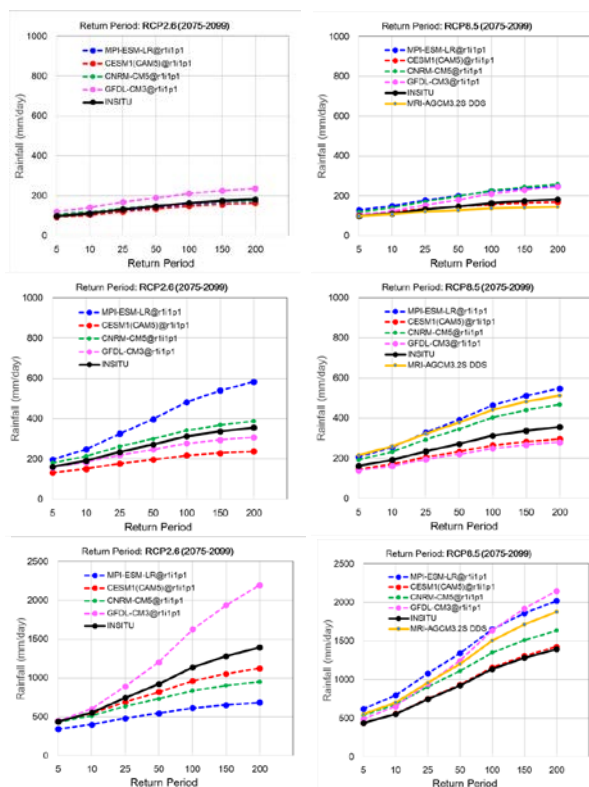 Return Period: RCP2.6 (2075-2099)
Rainfall (mm/day)
1000
800
600
400
200
0
MPI-ESM-LR@r1i1p1
CESM1(CAM5)@r1i1p1
CNRM-CM5@r1i1p1
GFDL-CM3@r1i1p1
INSITU
5 10 25 50 100 150 200
Return Period
Return Period: RCP8.5 (2075-2099)
Rainfall (mm/day)
1000
800
600
400
200
0
MPI-ESM-LR@r1i1p1
CESM1(CAM5)@r1i1p1
CNRM-CM5@r1i1p1
GFDL-CM3@r1i1p1
INSITU
MRI-AGCM3.2S DDS
5 10 25 50 100 150 200
Return Period
Return Period: RCP2.6 (2075-2099)
Rainfall (mm/day)
1000
800
600
400
200
0
MPI-ESM-LR@r1i1p1
CESM1(CAM5)@r1i1p1
CNRM-CM5@r1i1p1
GFDL-CM3@r1i1p1
INSITU
5 10 25 50 100 150 200
Return Period
Return Period: RCP8.5 (2075-2099)
Rainfall (mm/day)
1000
800
600
400
200
0
MPI-ESM-LR@r1i1p1
CESM1(CAM5)@r1i1p1
CNRM-CM5@r1i1p1
GFDL-CM3@r1i1p1
INSITU
MRI-AGCM3.2S DDS
5 10 25 50 100 150 200
Return Period
Return Period: RCP2.6 (2075-2099)
Rainfall (mm/day)
2500
2000
1500
1000
500
0
MPI-ESM-LR@r1i1p1
CESM1(CAM5)@r1i1p1
CNRM-CM5@r1i1p1
GFDL-CM3@r1i1p1
INSITU
5 10 25 50 100 150 200
Return Period
Return Period: RCP8.5 (2075-2099)
Rainfall (mm/day)
2500
2000
1500
1000
500
0
MPI-ESM-LR@r1i1p1
CESM1(CAM5)@r1i1p1
CNRM-CM5@r1i1p1
GFDL-CM3@r1i1p1
INSITU
MRI-AGCM3.2S DDS
5 10 25 50 100 150 200
Return Period